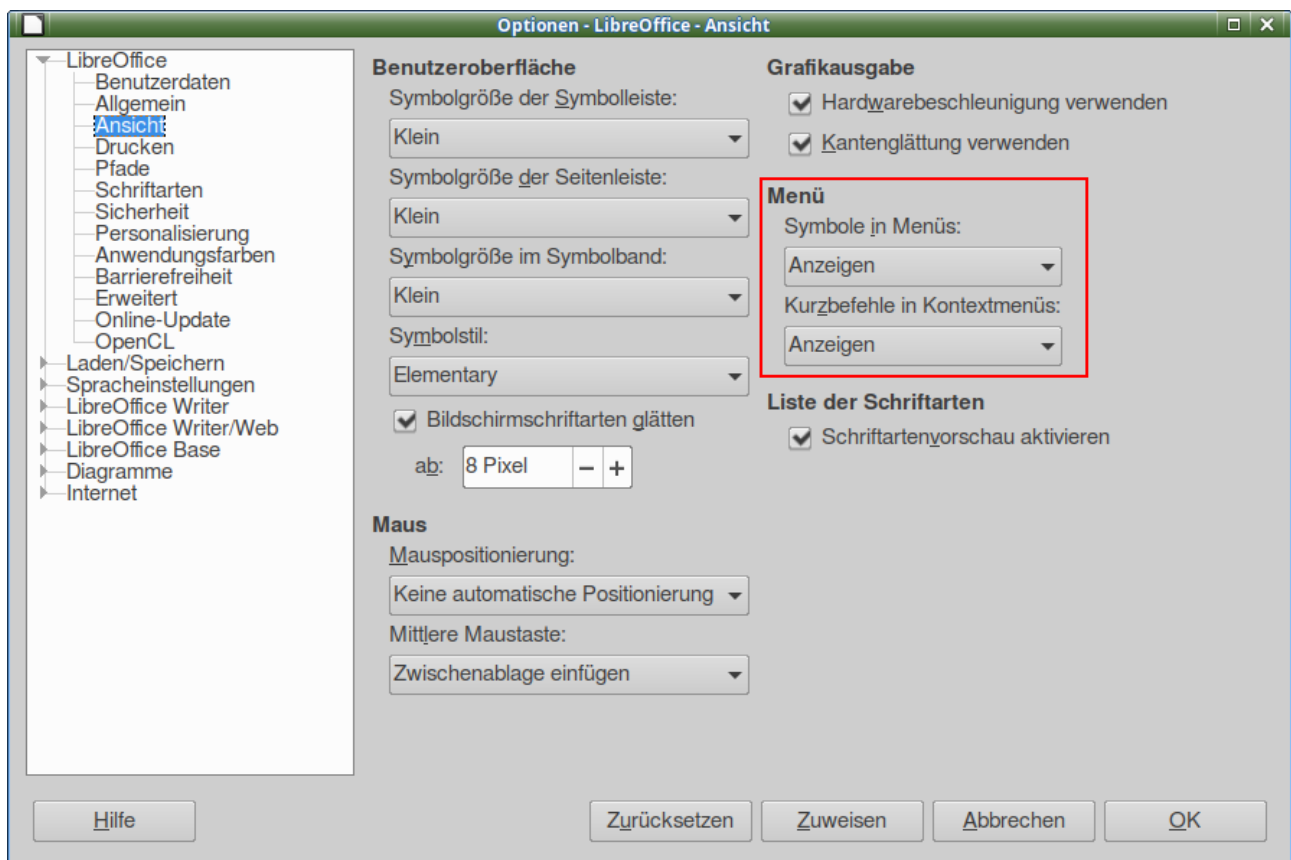 Optionen - LibreOffice - Ansicht
LibreOffice
Benutzerdaten
Allgemein
Ansicht
Drucken
Pfade
Schriftarten
Sicherheit
Personalisierung
Anwendungsfarben
Barrierefreiheit
Erweitert
Online-Update
OpenCL
Laden/Speichern
Spracheinstellungen
LibreOffice Writer
LibreOffice Writer/Web
LibreOffice Base
Diagramme
Internet
Benutzeroberfläche
Symbolgröße der Symbolleiste:
Klein
Symbolgröße der Seitenleiste:
Klein
Symbolgröße im Symbolband:
Klein
Symbolstil:
Elementary
Bildschirmschriftarten glätten
ab: 8 Pixel
Maus
Mauspositionierung:
Keine automatische Positionierung
Mittlere Maustaste:
Zwischenablage einfügen
Grafikausgabe
Hardwarebeschleunigung verwenden
Kantenglättung verwenden
Menü
Symbole in Menüs:
Anzeigen
Kurzbefehle in Kontextmenüs:
Anzeigen
Liste der Schriftarten
Schriftartenvorschau aktivieren
Hilfe
Zurücksetzen
Zuweisen
Abbrechen
OK